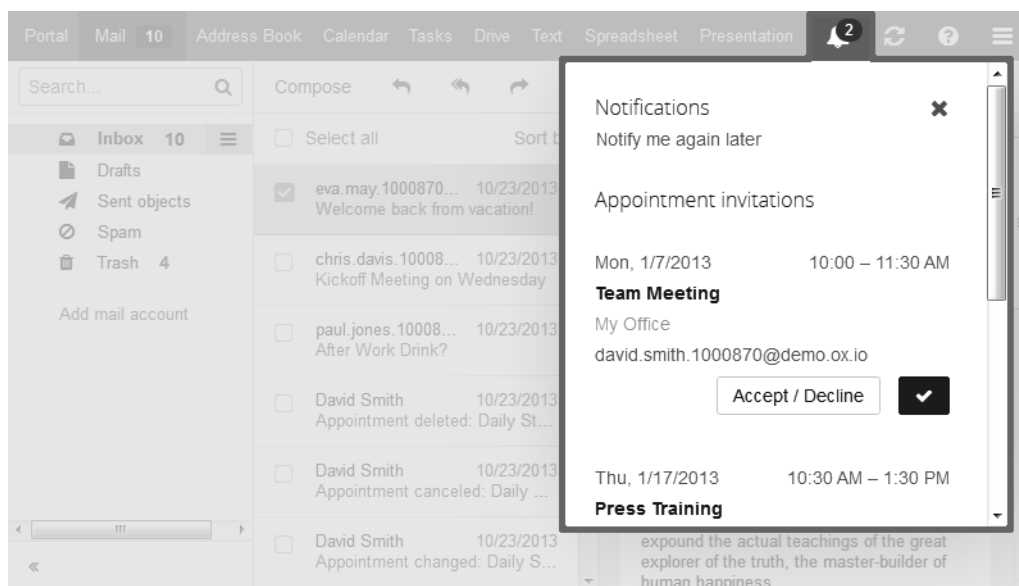 Portal Mail 10 Address Book Calendar Tasks Drive Text Spreadsheet Presentation 2
Search...
Inbox 10
Drafts
Sent objects
Spam
Trash 4
Add mail account
Compose
Select all Sort b
eva.may.1000870... 10/23/2013
Welcome back from vacation!
chris.davis.10008... 10/23/2013
Kickoff Meeting on Wednesday
paul.jones.10008... 10/23/2013
After Work Drink?
David Smith 10/23/2013
Appointment deleted: Daily St...
David Smith 10/23/2013
Appointment canceled: Daily ...
David Smith 10/23/2013
Appointment changed: Daily S...
Notifications
Notify me again later
Appointment invitations
Mon, 1/7/2013 10:00 – 11:30 AM
Team Meeting
My Office
david.smith.1000870@demo.ox.io
Accept / Decline
Thu, 1/17/2013 10:30 AM – 1:30 PM
Press Training
expound the actual teachings of the great
explorer of the truth, the master-builder of
human happiness